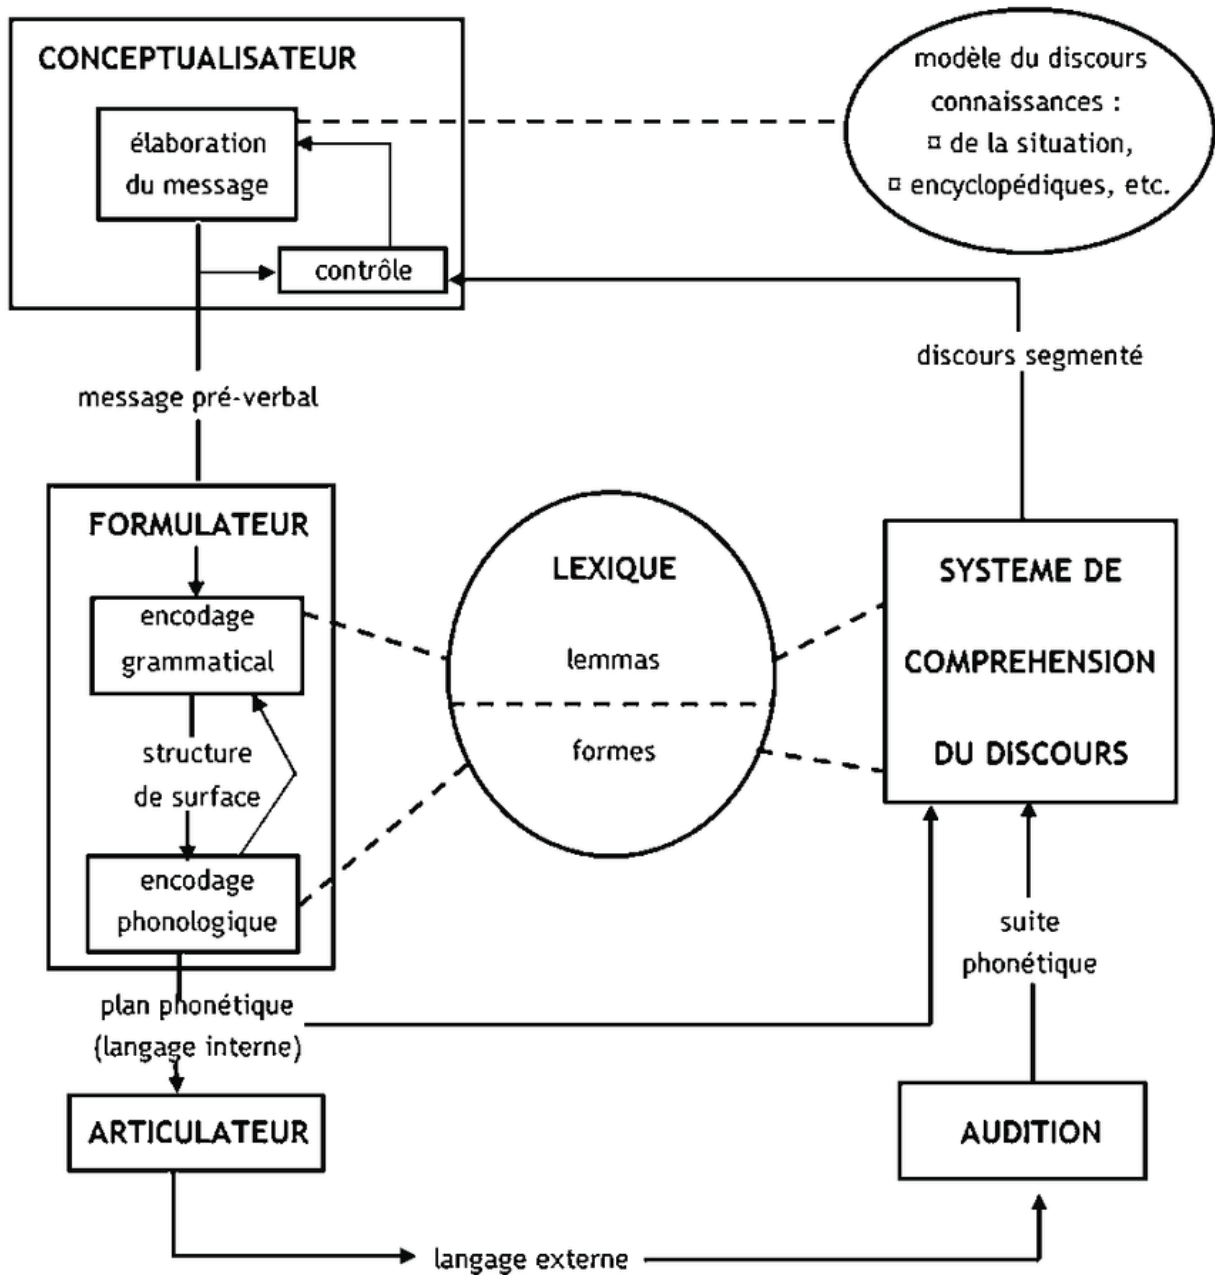 CONCEPTUALISATEUR
élaboration
du message
contrôle
modèle du discours
connaissances :
¤ de la situation,
¤ encyclopédiques, etc.
message pré-verbal
discours segmenté
FORMULATEUR
encodage
grammatical
structure
de surface
encodage
phonologique
LEXIQUE
lemmas
formes
SYSTEME DE
COMPREHENSION
DU DISCOURS
plan phonétique
(langage interne)
suite
phonétique
ARTICULATEUR
AUDITION
langage externe